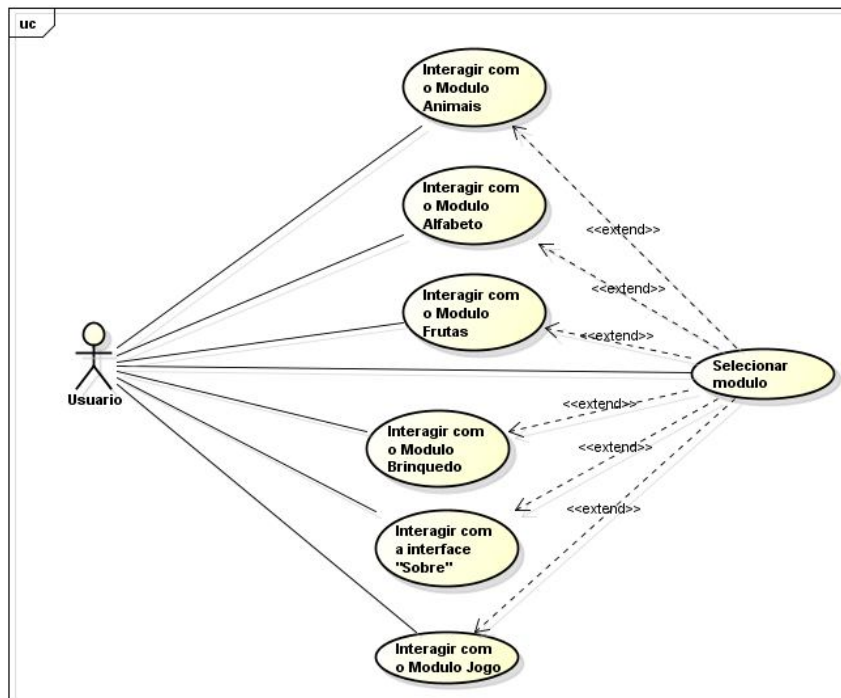 uc
Interagir com
o Modulo
Animais
Interagir com
o Modulo
Alfabeto
<<extend>>
<<extend>>
Interagir com
o Modulo
Frutas
<<extend>>
Selecionar
modulo
Usuario
<<extend>>
Interagir com
o Modulo
Brinquedo
<<extend>>
Interagir com
a interface
"Sobre"
<<extend>>
Interagir com
o Modulo Jogo